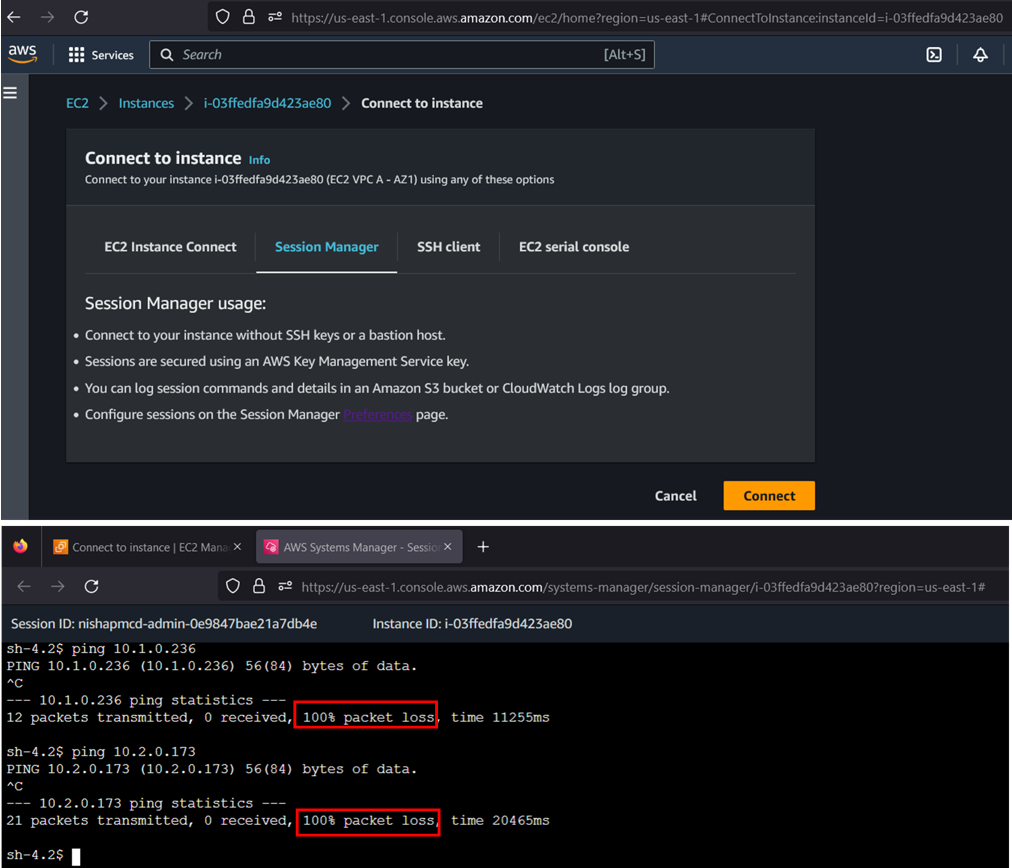 https://us-east-1.console.aws.amazon.com/ec2/home?region=us-east-1#ConnectToInstance:instanceId=i-03ffedfa9d423ae80
aws Services Search [Alt+S]
EC2 Instances i-03ffedfa9d423ae80 Connect to instance
Connect to instance Info
Connect to your instance i-03ffedfa9d423ae80 (EC2 VPC A - AZ1) using any of these options
EC2 Instance Connect Session Manager SSH client EC2 serial console
Session Manager usage:
• Connect to your instance without SSH keys or a bastion host.
• Sessions are secured using an AWS Key Management Service key.
• You can log session commands and details in an Amazon S3 bucket or CloudWatch Logs log group.
• Configure sessions on the Session Manager Preferences page.
Cancel Connect
Connect to instance | EC2 Mana AWS Systems Manager - Sessio
https://us-east-1.console.aws.amazon.com/systems-manager/session-manager/i-03ffedfa9d423ae80?region=us-east-1#
Session ID: nishapmcd-admin-0e9847bae21a7db4e Instance ID: i-03ffedfa9d423ae80
sh-4.2$ ping 10.1.0.236
PING 10.1.0.236 (10.1.0.236) 56(84) bytes of data.
^C
--- 10.1.0.236 ping statistics ---
12 packets transmitted, 0 received, 100% packet loss, time 11255ms
sh-4.2$ ping 10.2.0.173
PING 10.2.0.173 (10.2.0.173) 56(84) bytes of data.
^C
--- 10.2.0.173 ping statistics ---
21 packets transmitted, 0 received, 100% packet loss, time 20465ms
sh-4.2$